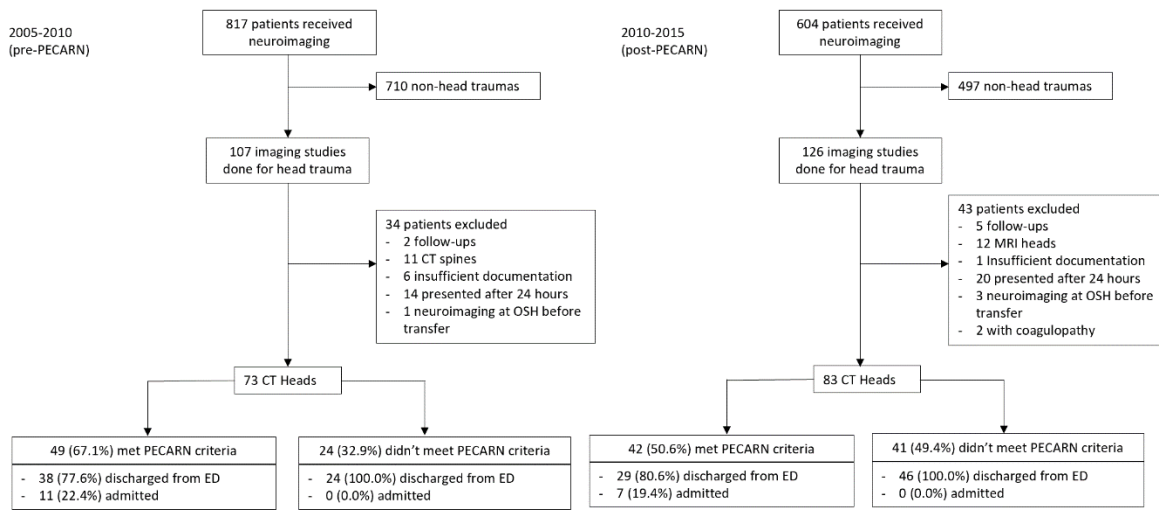 2005-2010
(pre-PECARN)
817 patients received
neuroimaging
710 non-head traumas
107 imaging studies
done for head trauma
34 patients excluded
- 2 follow-ups
- 11 CT spines
- 6 insufficient documentation
- 14 presented after 24 hours
- 1 neuroimaging at OSH before
transfer
73 CT Heads
49 (67.1%) met PECARN criteria
- 38 (77.6%) discharged from ED
- 11 (22.4%) admitted
24 (32.9%) didn't meet PECARN criteria
- 24 (100.0%) discharged from ED
- 0 (0.0%) admitted
2010-2015
(post-PECARN)
604 patients received
neuroimaging
497 non-head traumas
126 imaging studies
done for head trauma
43 patients excluded
- 5 follow-ups
- 12 MRI heads
- 1 Insufficient documentation
- 20 presented after 24 hours
- 3 neuroimaging at OSH before
transfer
- 2 with coagulopathy
83 CT Heads
42 (50.6%) met PECARN criteria
- 29 (80.6%) discharged from ED
- 7 (19.4%) admitted
41 (49.4%) didn't meet PECARN criteria
- 46 (100.0%) discharged from ED
- 0 (0.0%) admitted